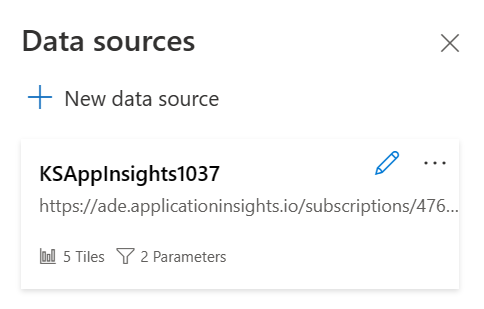 Data sources
New data source
KSAppInsights1037
https://ade.applicationinsights.io/subscriptions/476...
5 Tiles 2 Parameters